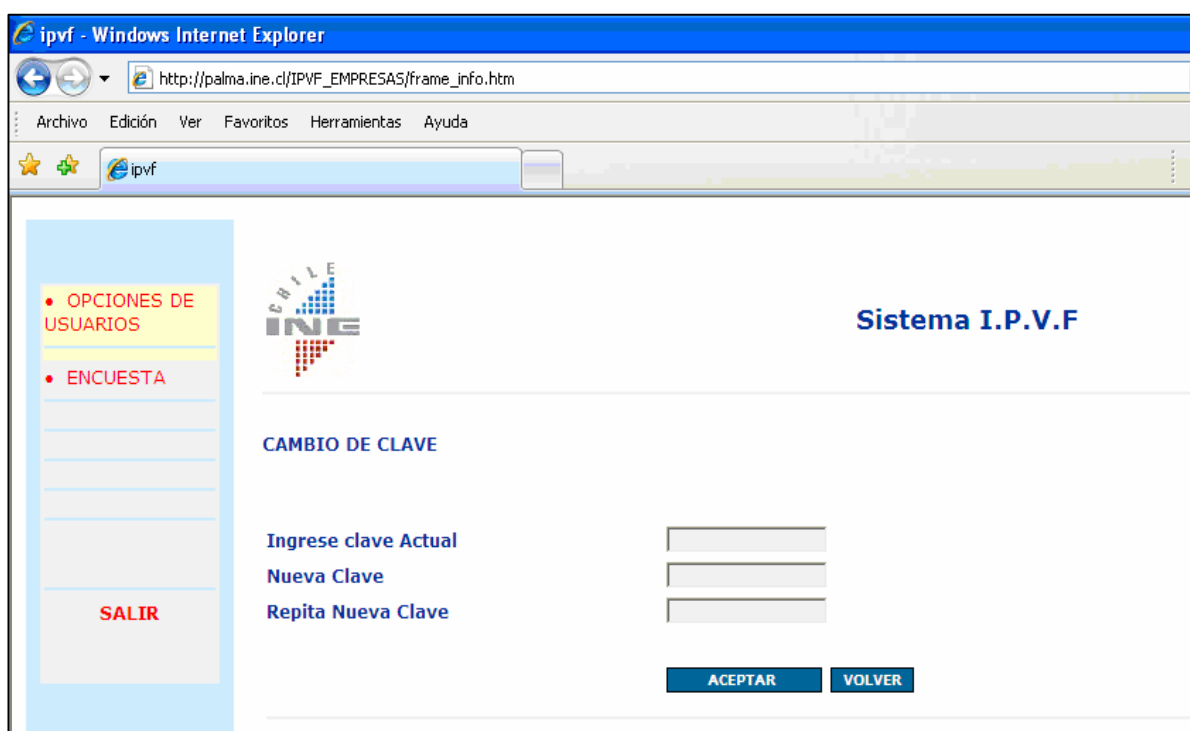 ipvf - Windows Internet Explorer
http://palma.ine.cl/IPVF_EMPRESAS/frame_info.htm
Archivo Edición Ver Favoritos Herramientas Ayuda
ipvf
• OPCIONES DE
USUARIOS
• ENCUESTA
SALIR
CHILE
INE
Sistema I.P.V.F
CAMBIO DE CLAVE
Ingrese clave Actual
Nueva Clave
Repita Nueva Clave
ACEPTAR VOLVER